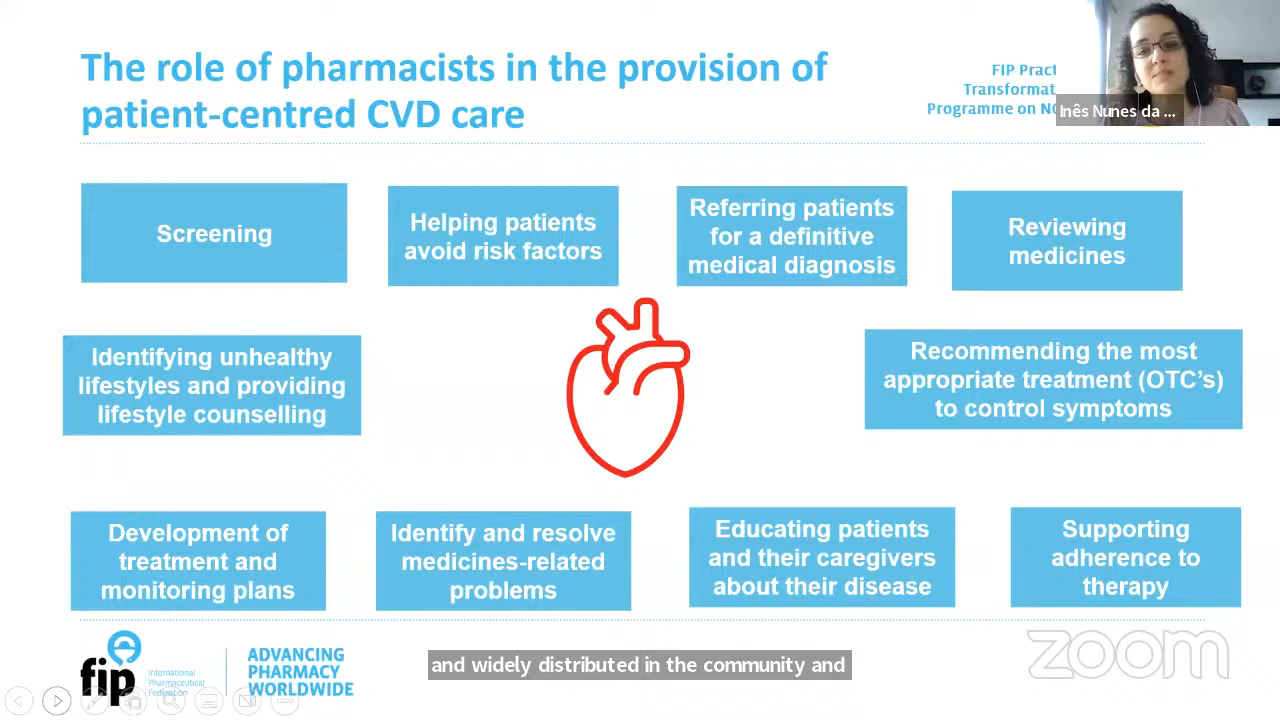 The role of pharmacists in the provision of
patient-centred CVD care
FIP Pract
Transformat
Programme on NC
Inês Nunes da ...
Screening
Helping patients
avoid risk factors
Referring patients
for a definitive
medical diagnosis
Reviewing
medicines
Identifying unhealthy
lifestyles and providing
lifestyle counselling
Recommending the most
appropriate treatment (OTC's)
to control symptoms
Development of
treatment and
monitoring plans
Identify and resolve
medicines-related
problems
Educating patients
and their caregivers
about their disease
Supporting
adherence to
therapy
fip
International
Pharmaceutical
Federation
ADVANCING
PHARMACY
WORLDWIDE
and widely distributed in the community and
zoom